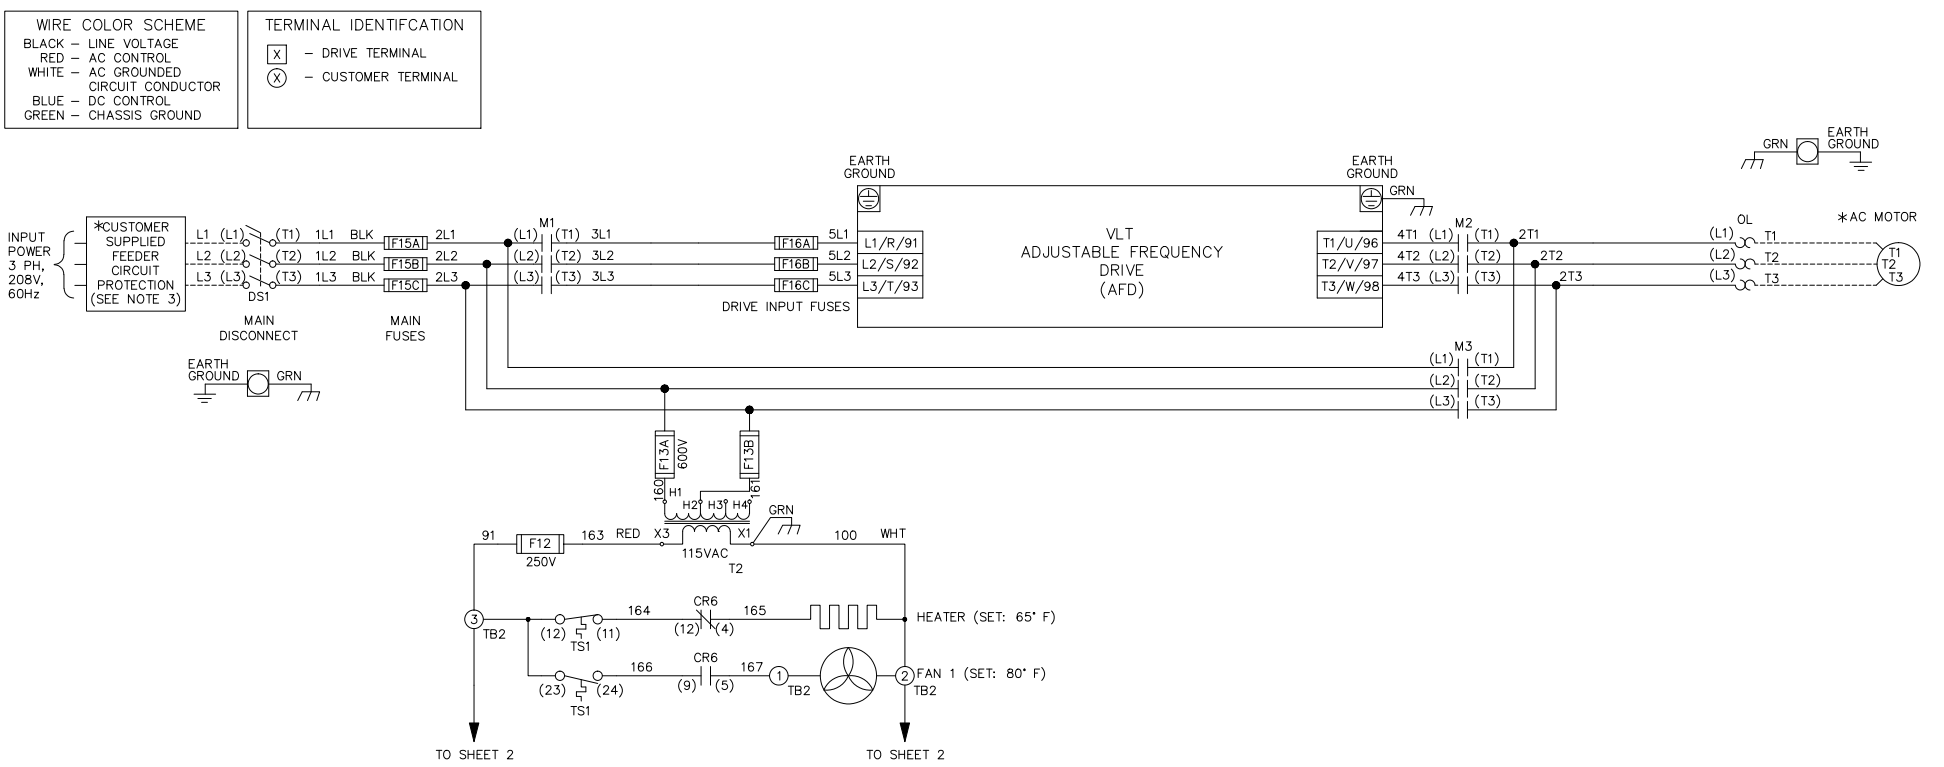 WIRE COLOR SCHEME
BLACK – LINE VOLTAGE
RED – AC CONTROL
WHITE – AC GROUNDED
CIRCUIT CONDUCTOR
BLUE – DC CONTROL
GREEN – CHASSIS GROUND
TERMINAL IDENTIFCATION
X – DRIVE TERMINAL
X – CUSTOMER TERMINAL
INPUT
POWER
3 PH,
208V,
60Hz
*CUSTOMER
SUPPLIED
FEEDER
CIRCUIT
PROTECTION
(SEE NOTE 3)
L1 (L1) (T1) 1L1 BLK F15A 2L1 (L1) M1 (T1) 3L1 F16A 5L1 L1/R/91
L2 (L2) (T2) 1L2 BLK F15B 2L2 (L2) (T2) 3L2 F16B 5L2 L2/S/92
L3 (L3) (T3) 1L3 BLK F15C 2L3 (L3) (T3) 3L3 F16C 5L3 L3/T/93
DS1
MAIN
DISCONNECT
MAIN
FUSES
DRIVE INPUT FUSES
EARTH
GROUND
GRN
EARTH
GROUND
VLT
ADJUSTABLE FREQUENCY
DRIVE
(AFD)
EARTH
GROUND
GRN
T1/U/96 4T1 (L1) M2 (T1) 2T1
T2/V/97 4T2 (L2) (T2) 2T2
T3/W/98 4T3 (L3) (T3) 2T3
GRN
EARTH
GROUND
OL
(L1) T1
(L2) T2
(L3) T3
*AC MOTOR
T1
T2
T3
M3
(L1) (T1)
(L2) (T2)
(L3) (T3)
F13A
600V
F13B
160
161
H1
H2 H3 H4
GRN
91 F12 163 RED X3 X1 100 WHT
250V
115VAC
T2
3
TB2
(12) (11)
TS1
164
CR6
(12) (4)
165
HEATER (SET: 65° F)
(23) (24)
TS1
166
CR6
(9) (5)
167
1
TB2
2
TB2
FAN 1 (SET: 80° F)
TO SHEET 2
TO SHEET 2